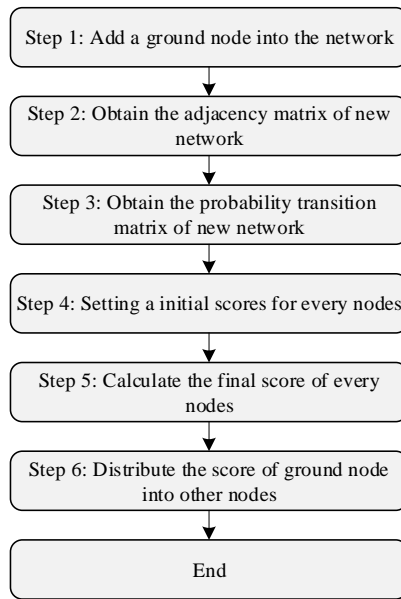 Step 1: Add a ground node into the network
Step 2: Obtain the adjacency matrix of new
network
Step 3: Obtain the probability transition
matrix of new network
Step 4: Setting a initial scores for every nodes
Step 5: Calculate the final score of every
nodes
Step 6: Distribute the score of ground node
into other nodes
End